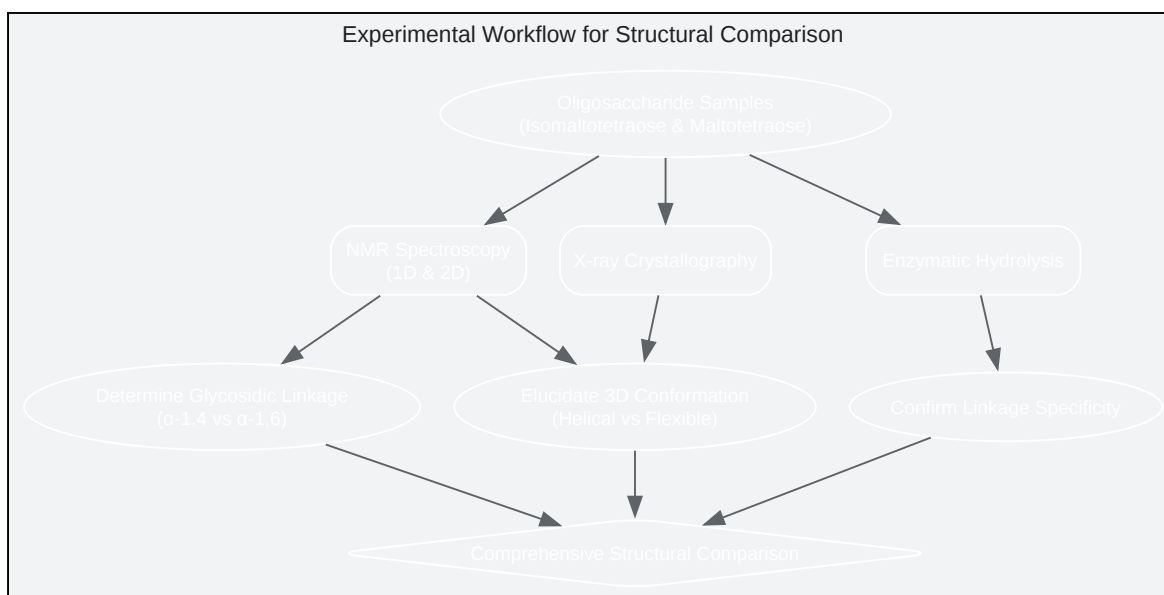 Experimental Workflow for Structural Comparison
Oligosaccharide Samples
(Isomaltotetraose & Maltotetraose)
NMR Spectroscopy
(1D & 2D)
X-ray Crystallography
Enzymatic Hydrolysis
Determine Glycosidic Linkage
(α-1,4 vs α-1,6)
Elucidate 3D Conformation
(Helical vs Flexible)
Confirm Linkage Specificity
Comprehensive Structural Comparison